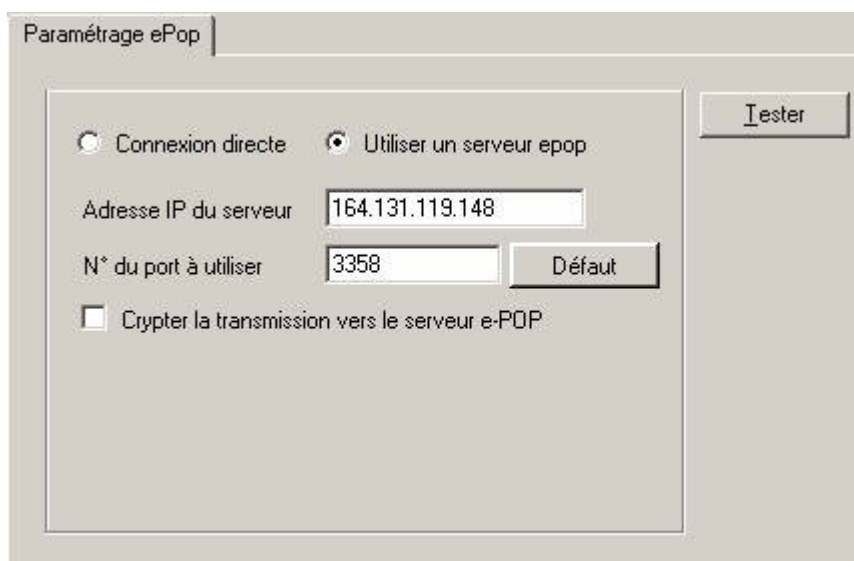 Paramétrage ePop
Tester
Connexion directe
Utiliser un serveur epop
Adresse IP du serveur
164.131.119.148
N° du port à utiliser
3358
Défaut
Crypter la transmission vers le serveur e-POP